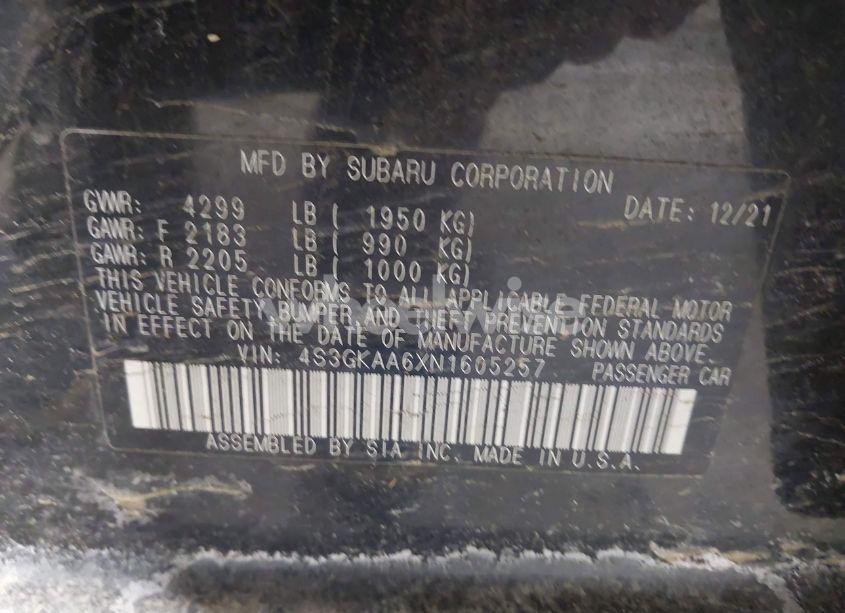 MFD BY SUBARU CORPORATION
GVWR: 4299 LB ( 1950 KG) DATE: 12/21
GAWR: F 2183 LB ( 990 KG)
GAWR: R 2205 LB ( 1000 KG)
THIS VEHICLE CONFORMS TO ALL APPLICABLE FEDERAL MOTOR
VEHICLE SAFETY, BUMPER AND THEFT PREVENTION STANDARDS
IN EFFECT ON THE DATE OF MANUFACTURE SHOWN ABOVE.
VIN: 4S3GKAA6XN1605257 PASSENGER CAR
ASSEMBLED BY SIA INC. MADE IN U.S.A.